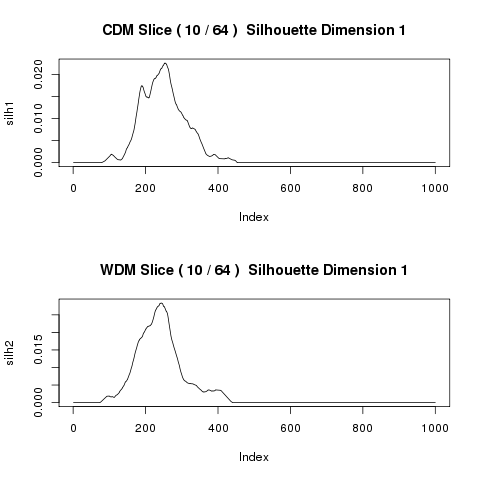 CDM Slice ( 10 / 64 )  Silhouette Dimension 1
silh1
0.020
0.010
0.000
0 200 400 600 800 1000
Index
WDM Slice ( 10 / 64 )  Silhouette Dimension 1
silh2
0.015
0.000
0 200 400 600 800 1000
Index